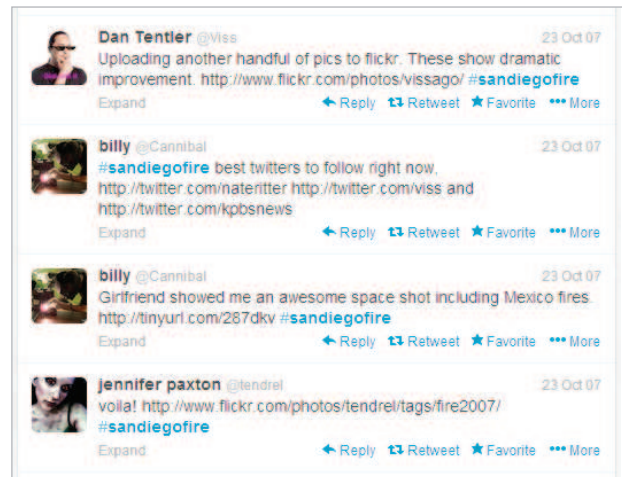 Dan Tentler @Viss 23 Oct 07
Uploading another handful of pics to flickr. These show dramatic
improvement. http://www.flickr.com/photos/vissago/ #sandiegofire
Expand Reply Retweet Favorite More
billy @Cannibal 23 Oct 07
#sandiegofire best twitters to follow right now,
http://twitter.com/nateritter http://twitter.com/viss and
http://twitter.com/kpbsnews
Expand Reply Retweet Favorite More
billy @Cannibal 23 Oct 07
Girlfriend showed me an awesome space shot including Mexico fires.
http://tinyurl.com/287dkv #sandiegofire
Expand Reply Retweet Favorite More
jennifer paxton @tendrel 23 Oct 07
voila! http://www.flickr.com/photos/tendrel/tags/fire2007/
#sandiegofire
Expand Reply Retweet Favorite More